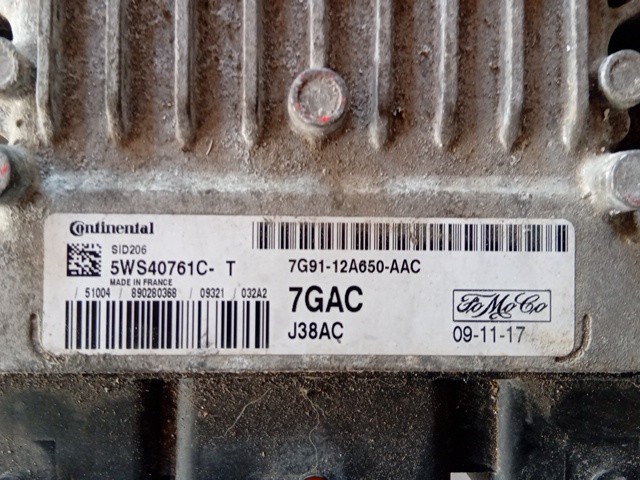 Continental
SID206
5WS40761C- T
MADE IN FRANCE
51004 / 890280368 / 09321 / 032A2
7G91-12A650-AAC
7GAC
J38AC
FoMoCo
09-11-17